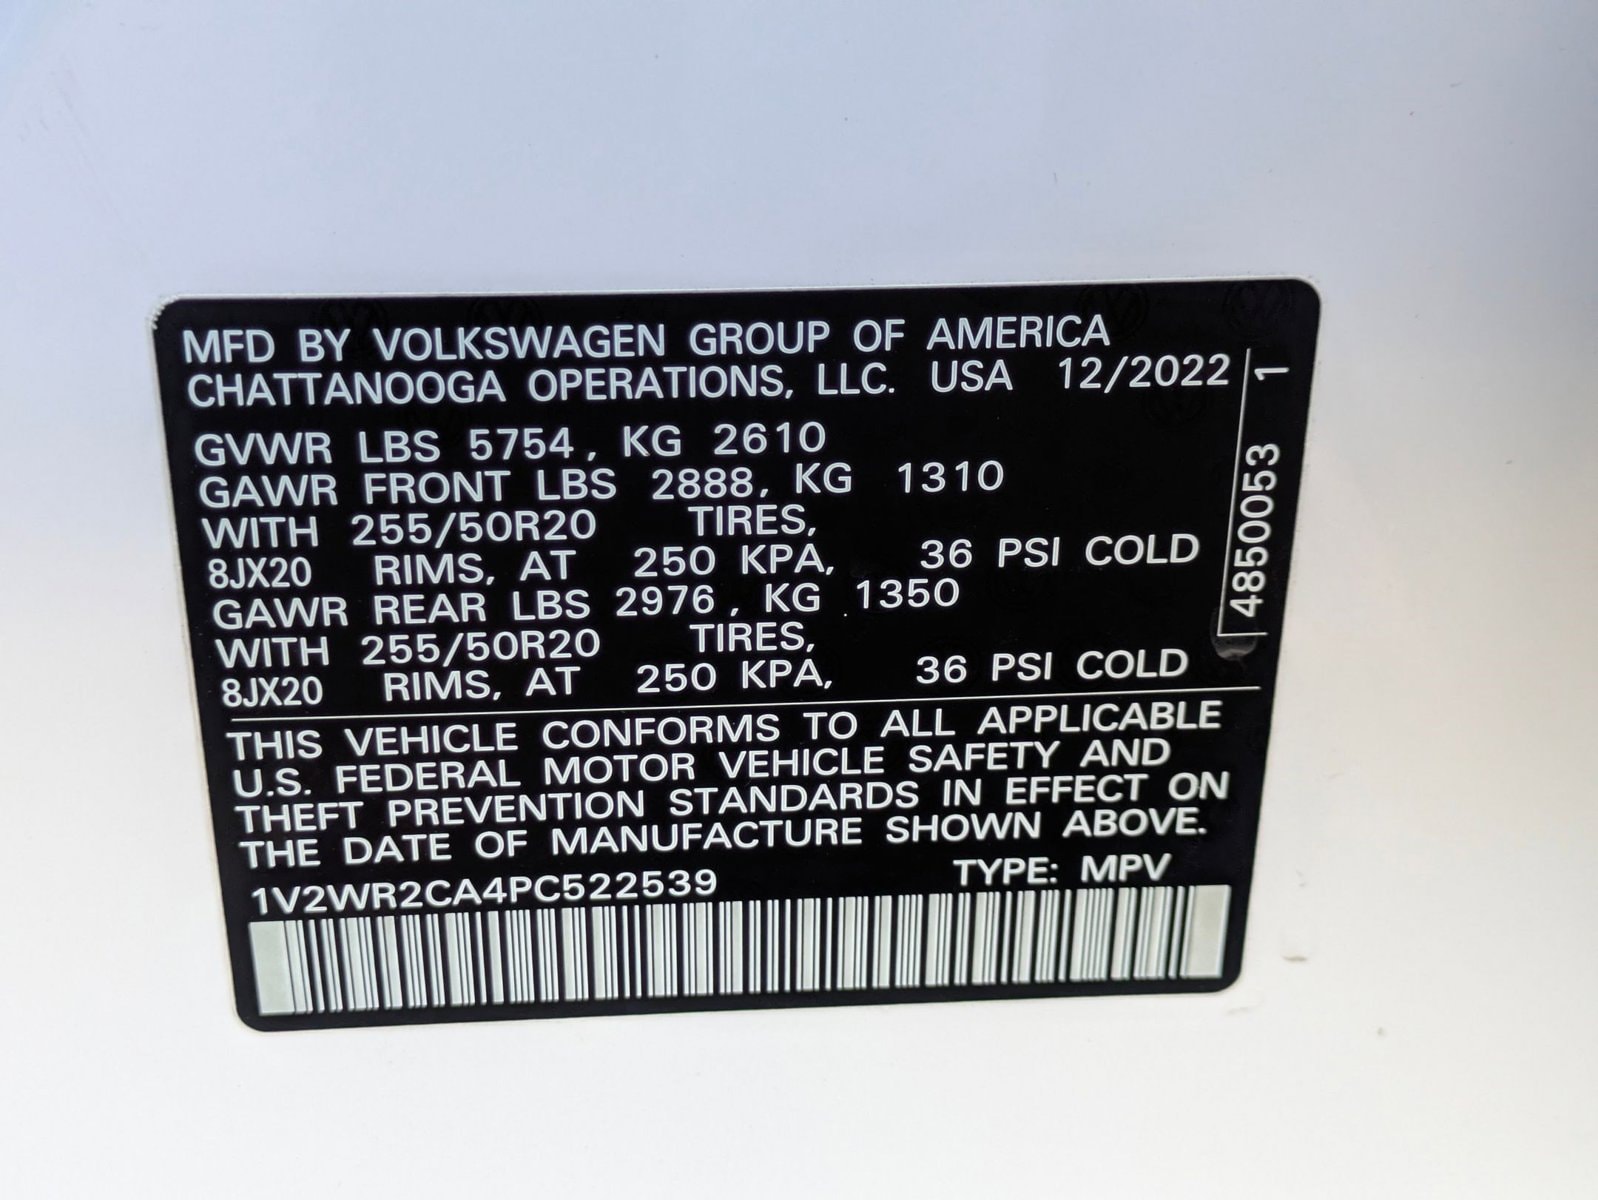 MFD BY VOLKSWAGEN GROUP OF AMERICA
CHATTANOOGA OPERATIONS, LLC. USA 12/2022
GVWR LBS 5754, KG 2610
GAWR FRONT LBS 2888, KG 1310
WITH 255/50R20 TIRES,
8JX20 RIMS, AT 250 KPA, 36 PSI COLD
GAWR REAR LBS 2976, KG 1350
WITH 255/50R20 TIRES,
8JX20 RIMS, AT 250 KPA, 36 PSI COLD
THIS VEHICLE CONFORMS TO ALL APPLICABLE
U.S. FEDERAL MOTOR VEHICLE SAFETY AND
THEFT PREVENTION STANDARDS IN EFFECT ON
THE DATE OF MANUFACTURE SHOWN ABOVE.
1V2WR2CA4PC522539 TYPE: MPV
4850053 1